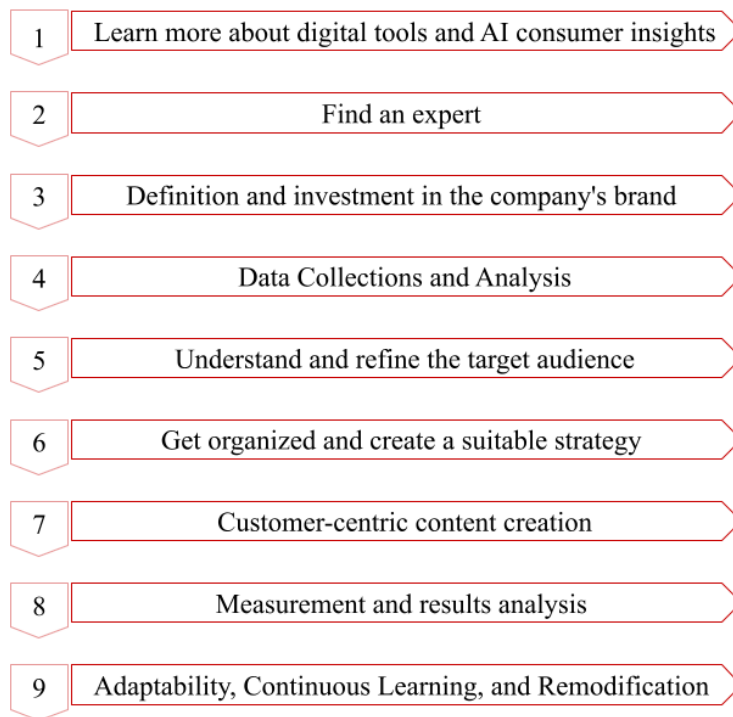 1 Learn more about digital tools and AI consumer insights
2 Find an expert
3 Definition and investment in the company's brand
4 Data Collections and Analysis
5 Understand and refine the target audience
6 Get organized and create a suitable strategy
7 Customer-centric content creation
8 Measurement and results analysis
9 Adaptability, Continuous Learning, and Remodification